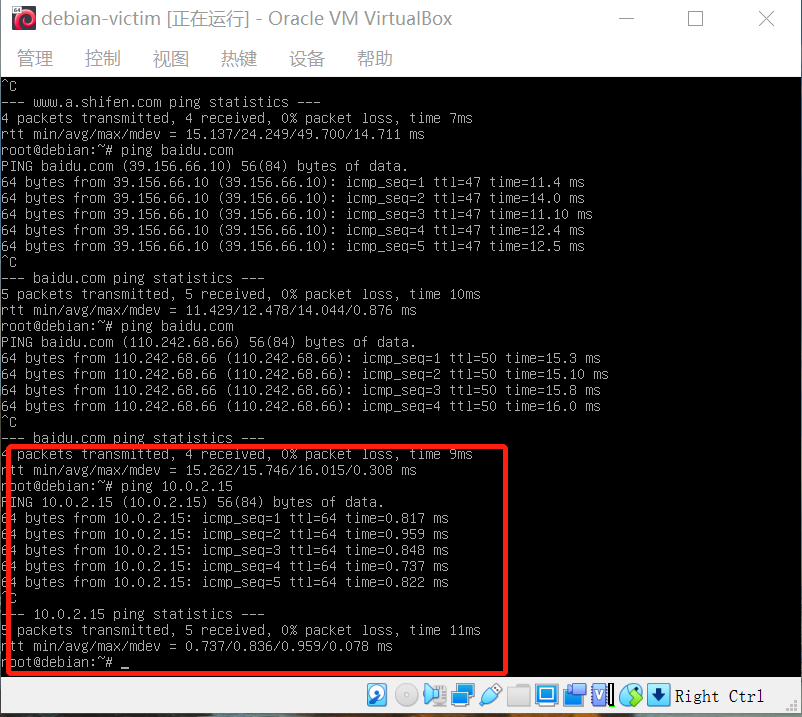 debian-victim [正在运行] - Oracle VM VirtualBox
管理 控制 视图 热键 设备 帮助
^C
--- www.a.shifen.com ping statistics ---
4 packets transmitted, 4 received, 0% packet loss, time 7ms
rtt min/avg/max/mdev = 15.137/24.249/49.700/14.711 ms
root@debian:~# ping baidu.com
PING baidu.com (39.156.66.10) 56(84) bytes of data.
64 bytes from 39.156.66.10 (39.156.66.10): icmp_seq=1 ttl=47 time=11.4 ms
64 bytes from 39.156.66.10 (39.156.66.10): icmp_seq=2 ttl=47 time=14.0 ms
64 bytes from 39.156.66.10 (39.156.66.10): icmp_seq=3 ttl=47 time=11.10 ms
64 bytes from 39.156.66.10 (39.156.66.10): icmp_seq=4 ttl=47 time=12.4 ms
64 bytes from 39.156.66.10 (39.156.66.10): icmp_seq=5 ttl=47 time=12.5 ms
^C
--- baidu.com ping statistics ---
5 packets transmitted, 5 received, 0% packet loss, time 10ms
rtt min/avg/max/mdev = 11.429/12.478/14.044/0.876 ms
root@debian:~# ping baidu.com
PING baidu.com (110.242.68.66) 56(84) bytes of data.
64 bytes from 110.242.68.66 (110.242.68.66): icmp_seq=1 ttl=50 time=15.3 ms
64 bytes from 110.242.68.66 (110.242.68.66): icmp_seq=2 ttl=50 time=15.10 ms
64 bytes from 110.242.68.66 (110.242.68.66): icmp_seq=3 ttl=50 time=15.8 ms
64 bytes from 110.242.68.66 (110.242.68.66): icmp_seq=4 ttl=50 time=16.0 ms
^C
--- baidu.com ping statistics ---
4 packets transmitted, 4 received, 0% packet loss, time 9ms
rtt min/avg/max/mdev = 15.262/15.746/16.015/0.308 ms
root@debian:~# ping 10.0.2.15
PING 10.0.2.15 (10.0.2.15) 56(84) bytes of data.
64 bytes from 10.0.2.15: icmp_seq=1 ttl=64 time=0.817 ms
64 bytes from 10.0.2.15: icmp_seq=2 ttl=64 time=0.959 ms
64 bytes from 10.0.2.15: icmp_seq=3 ttl=64 time=0.848 ms
64 bytes from 10.0.2.15: icmp_seq=4 ttl=64 time=0.737 ms
64 bytes from 10.0.2.15: icmp_seq=5 ttl=64 time=0.822 ms
^C
--- 10.0.2.15 ping statistics ---
5 packets transmitted, 5 received, 0% packet loss, time 11ms
rtt min/avg/max/mdev = 0.737/0.836/0.959/0.078 ms
root@debian:~# _
Right Ctrl